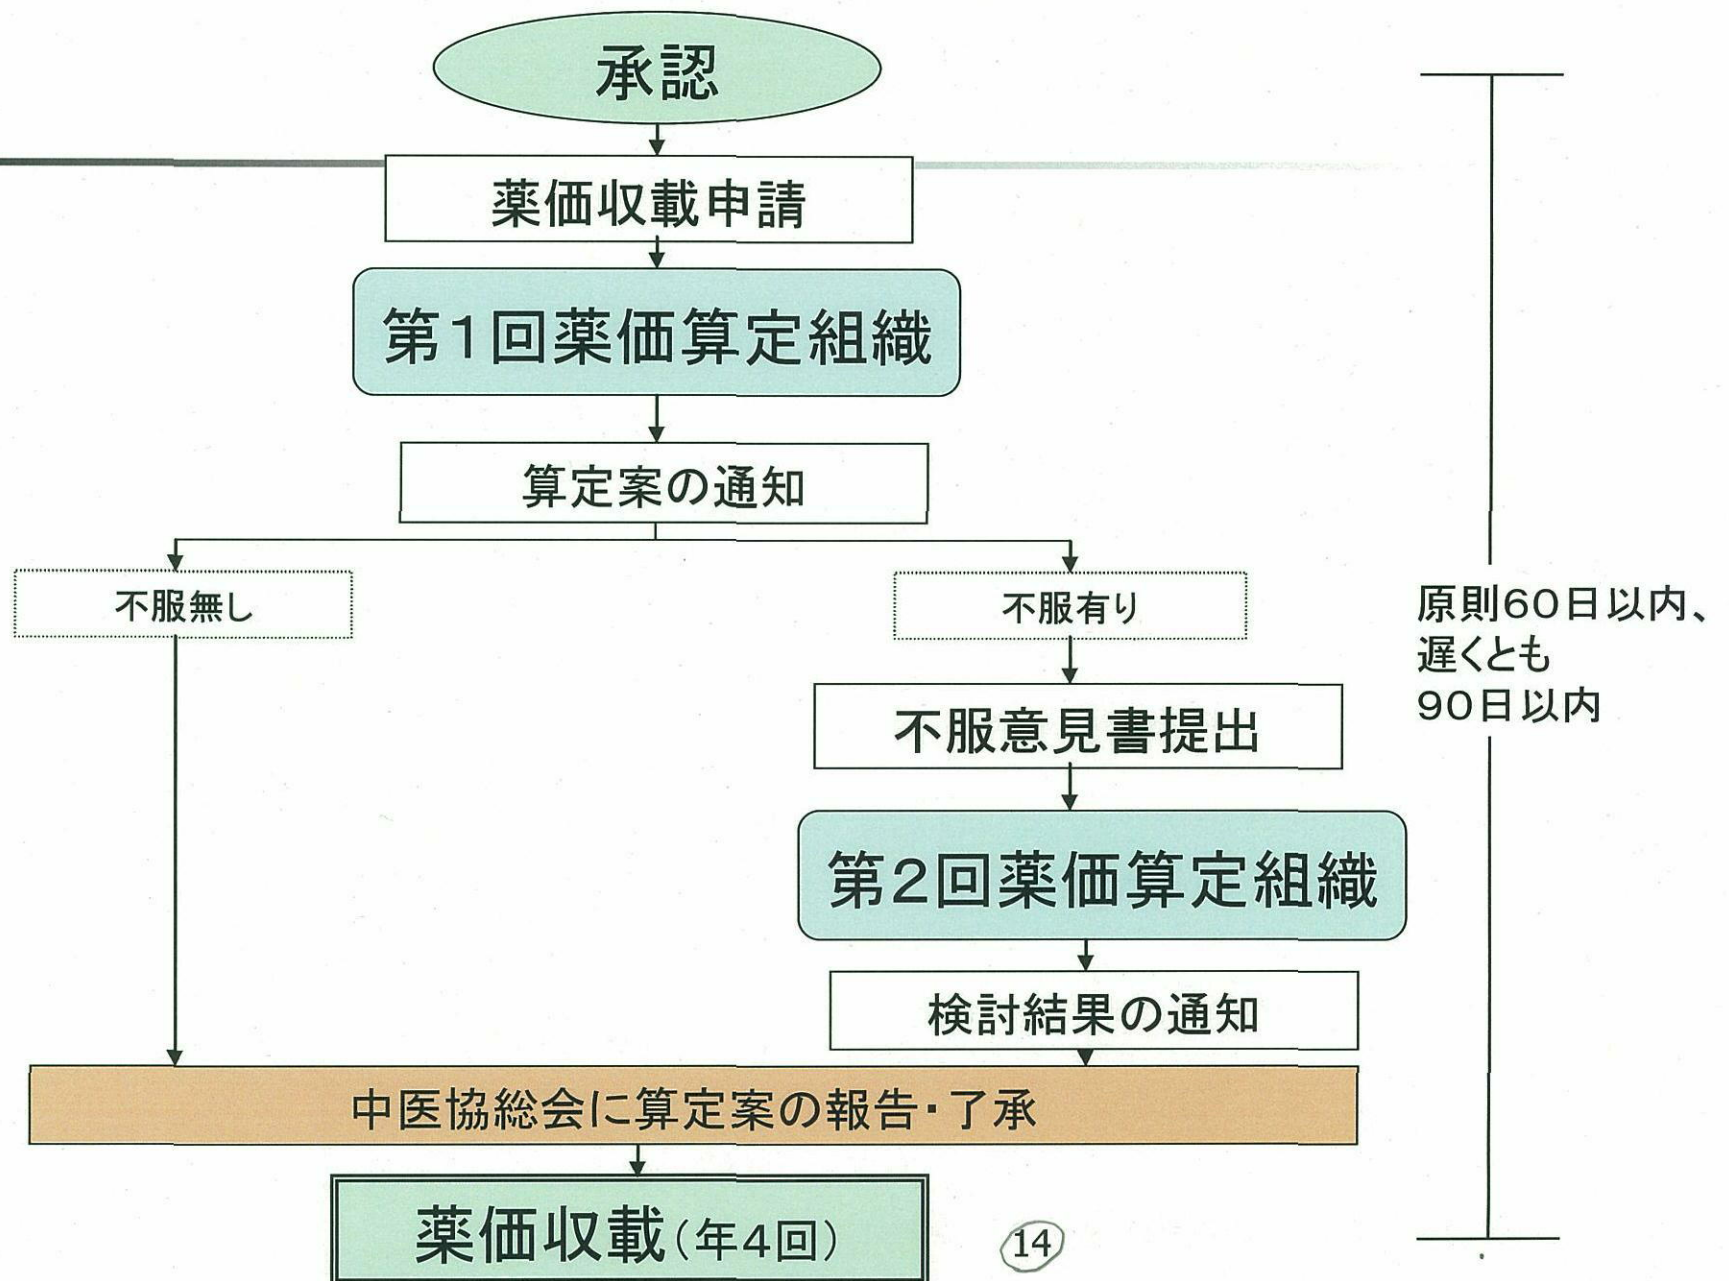 承認
薬価収載申請
第1回薬価算定組織
算定案の通知
不服無し
不服有り
不服意見書提出
第2回薬価算定組織
検討結果の通知
中医協総会に算定案の報告・了承
薬価収載(年4回)
原則60日以内、
遅くとも
90日以内
14